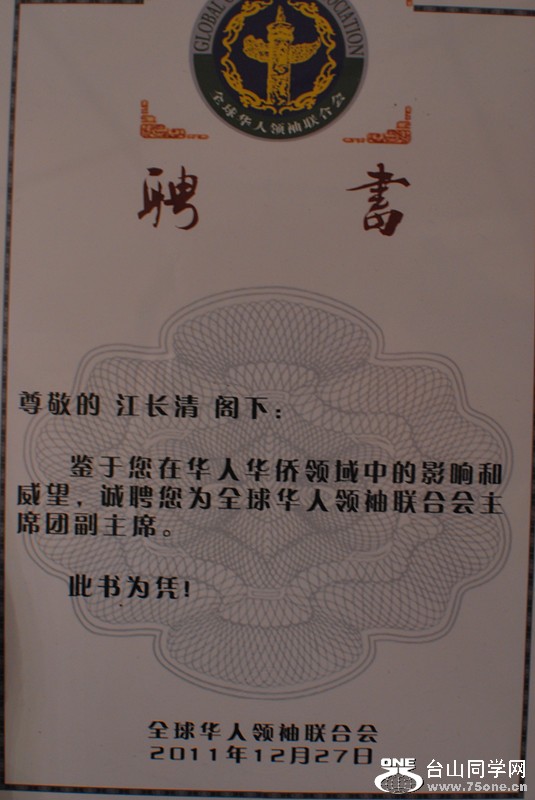 GLOBAL C
OCIATION
全球华人领袖联合会
聘 书
尊敬的 江长清 阁下：
鉴于您在华人华侨领域中的影响和
威望，诚聘您为全球华人领袖联合会主
席团副主席。
此书为凭！
全球华人领袖联合会
2011年12月27日
ONE
台山同学网
www.75one.cn